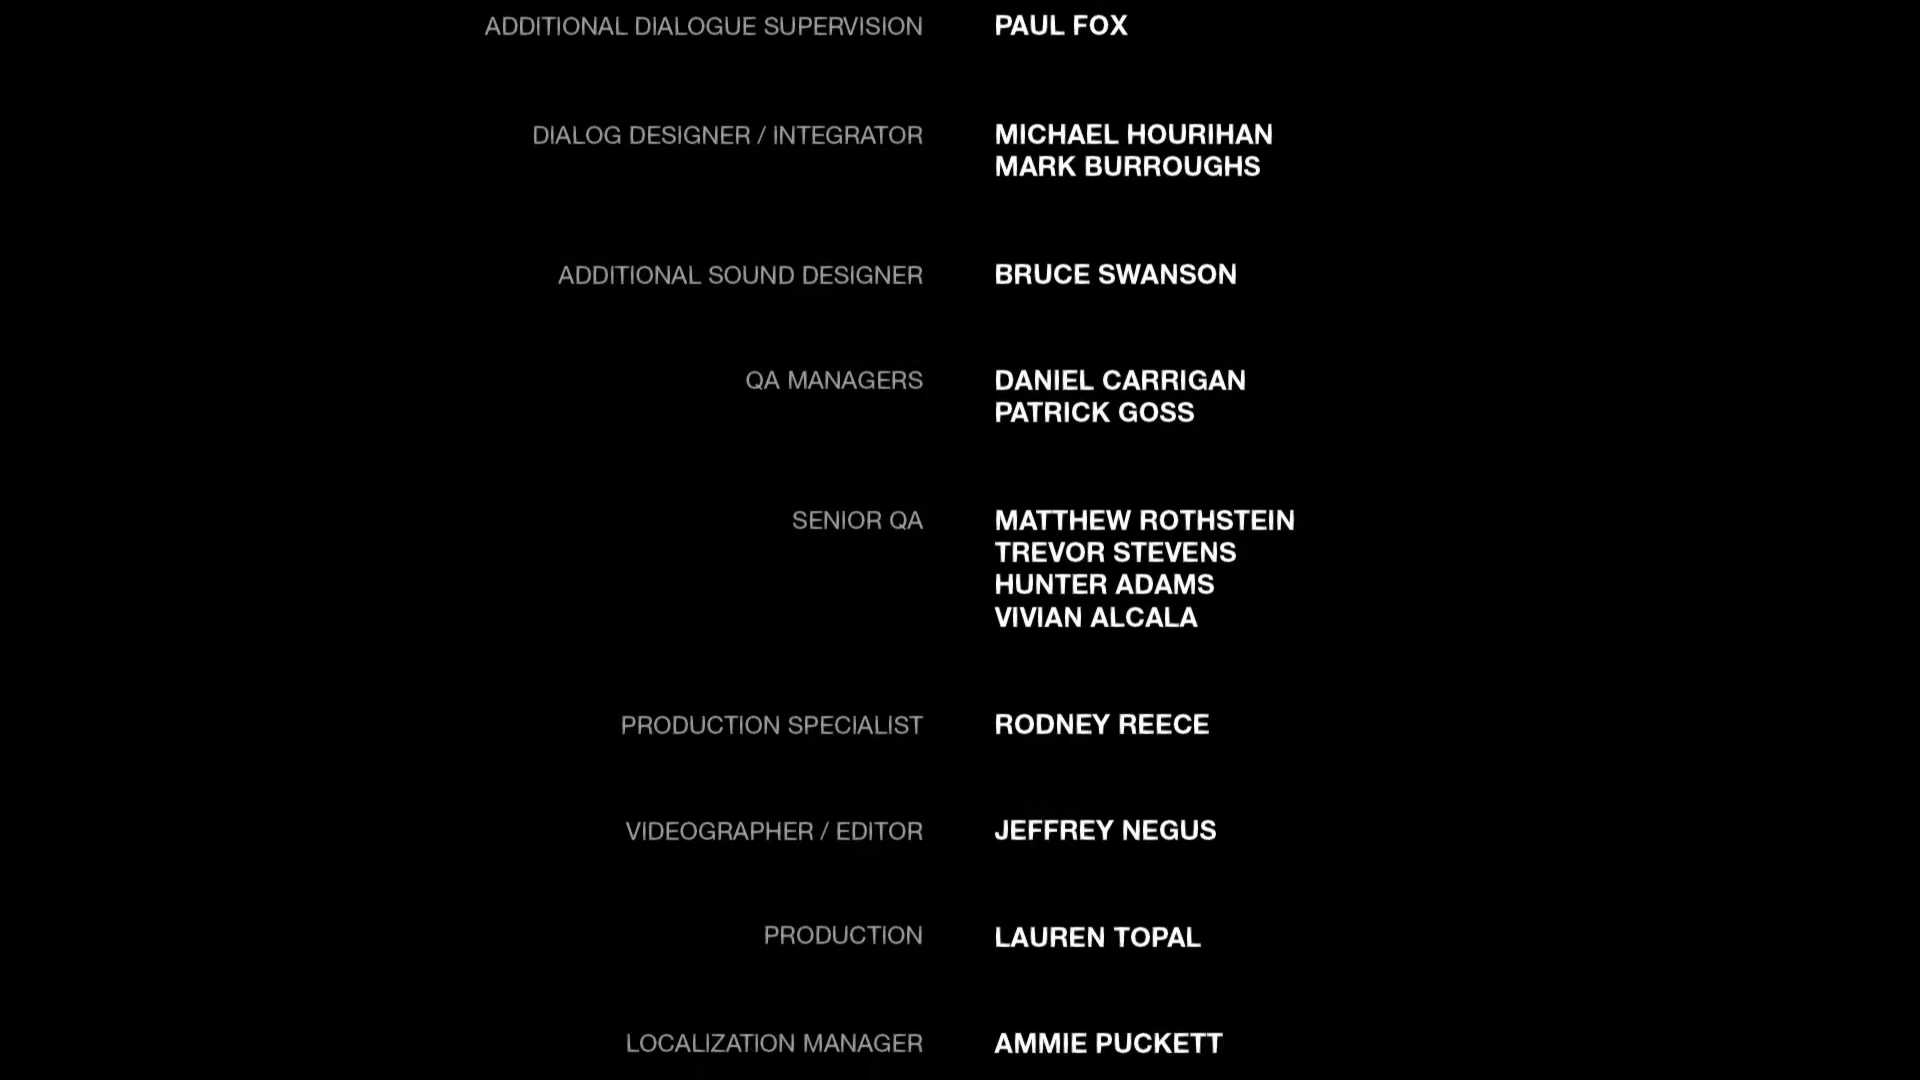 ADDITIONAL DIALOGUE SUPERVISION PAUL FOX
DIALOG DESIGNER / INTEGRATOR MICHAEL HOURIHAN
MARK BURROUGHS
ADDITIONAL SOUND DESIGNER BRUCE SWANSON
QA MANAGERS DANIEL CARRIGAN
PATRICK GOSS
SENIOR QA MATTHEW ROTHSTEIN
TREVOR STEVENS
HUNTER ADAMS
VIVIAN ALCALA
PRODUCTION SPECIALIST RODNEY REECE
VIDEOGRAPHER / EDITOR JEFFREY NEGUS
PRODUCTION LAUREN TOPAL
LOCALIZATION MANAGER AMMIE PUCKETT